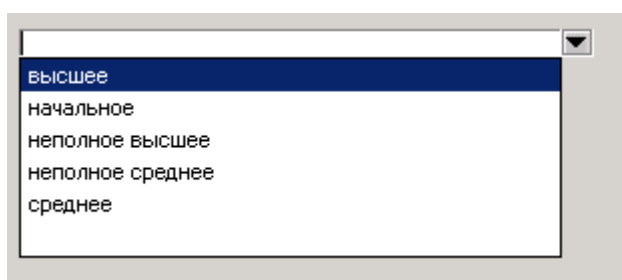 высшее
начальное
неполное высшее
неполное среднее
среднее